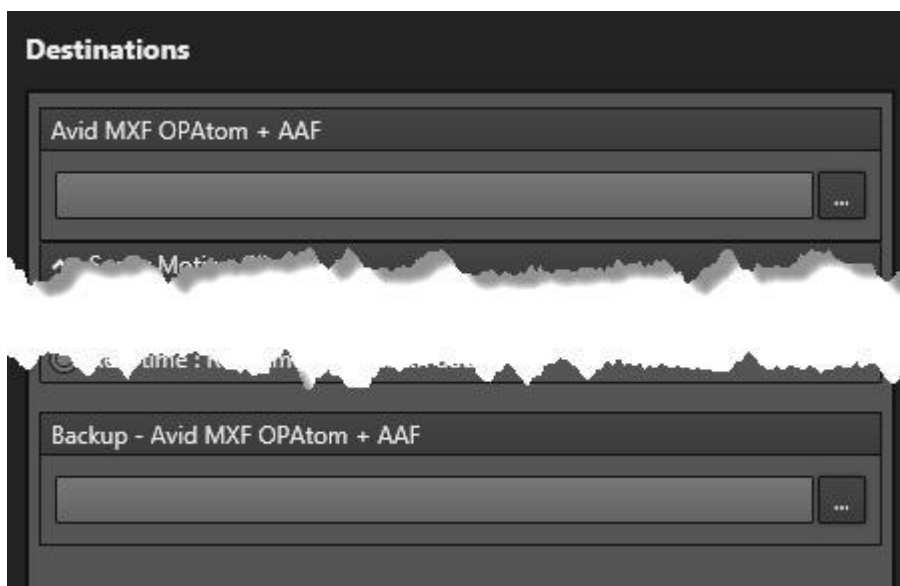 Destinations
Avid MXF OPAtom + AAF
...
Backup - Avid MXF OPAtom + AAF
...